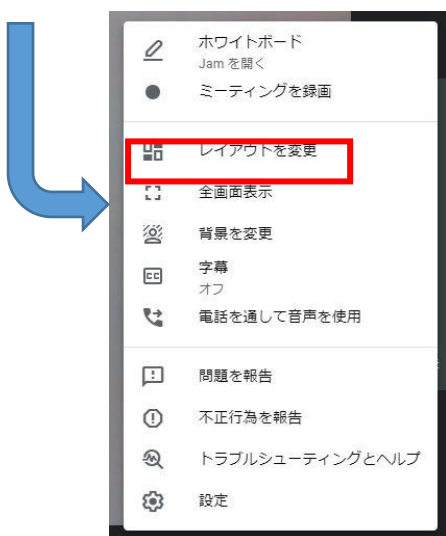 ホワイトボード
Jam を開く
ミーティングを録画
レイアウトを変更
全画面表示
背景を変更
字幕
オフ
電話を通して音声を使用
問題を報告
不正行為を報告
トラブルシューティングとヘルプ
設定